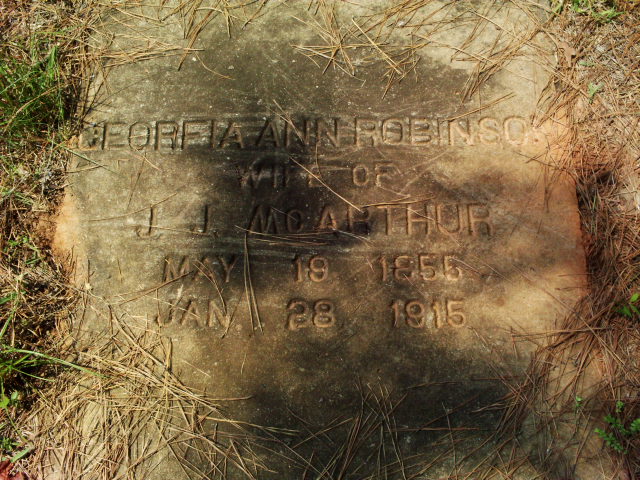 GEORGIA ANN ROBINSON
WIFE OF
J. J. McARTHUR
MAY 19 1855
JAN 28 1915